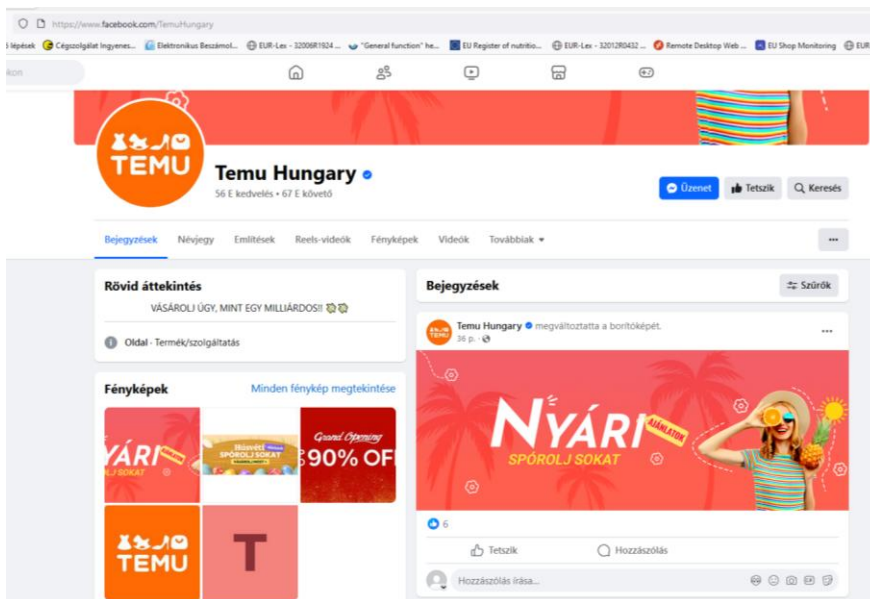 https://www.facebook.com/TemuHungary
lépések
Cégszolgálat Ingyenes...
Elektronikus Beszámol...
EUR-Lex - 32006R1924 ...
"General function" he...
EU Register of nutritio...
EUR-Lex - 32012R0432 ...
Remote Desktop Web ...
EU Shop Monitoring
EUR
okon
TEMU
Temu Hungary
56 E kedvelés • 67 E követő
Üzenet
Tetszik
Keresés
Bejegyzések
Névjegy
Említések
Reels-videók
Fényképek
Videók
Továbbiak
Rövid áttekintés
VÁSÁROLJ ÚGY, MINT EGY MILLIÁRDOS!!
Oldal · Termék/szolgáltatás
Fényképek
Minden fénykép megtekintése
YÁRI
LJ SOKAT
Húsvéti
SPÓROLJ SOKAT
Grand Opening
90% OF
TEMU
T
Bejegyzések
Szűrők
Temu Hungary megváltoztatta a borítóképét.
36 p. ·
NYÁRI
AJÁNLATOK
SPÓROLJ SOKAT
6
Tetszik
Hozzászólás
Hozzászólás írása...